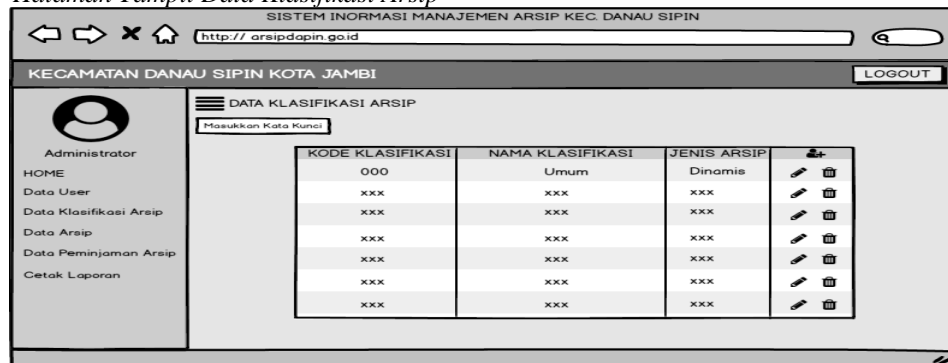 Halaman Tampil Data Klasifikasi Arsip
SISTEM INORMASI MANAJEMEN ARSIP KEC. DANAU SIPIN
http:// arsipdapin.go.id
KECAMATAN DANAU SIPIN KOTA JAMBI
LOGOUT
Administrator
HOME
Data User
Data Klasifikasi Arsip
Data Arsip
Data Peminjaman Arsip
Cetak Laporan
DATA KLASIFIKASI ARSIP
Masukkan Kata Kunci
KODE KLASIFIKASI NAMA KLASIFIKASI JENIS ARSIP
000 Umum Dinamis
xxx xxx xxx
xxx xxx xxx
xxx xxx xxx
xxx xxx xxx
xxx xxx xxx
xxx xxx xxx